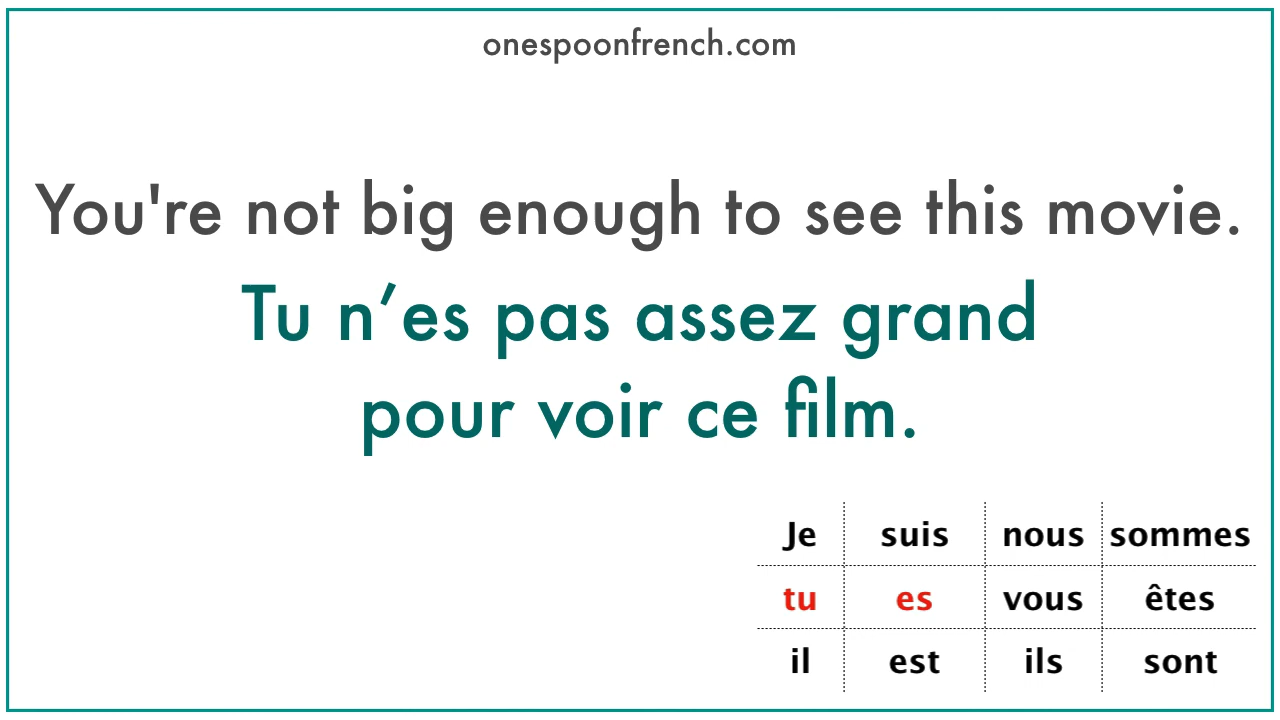 onespoonfrench.com
You're not big enough to see this movie.
Tu n’es pas assez grand
pour voir ce film.
Je suis nous sommes
tu es vous êtes
il est ils sont